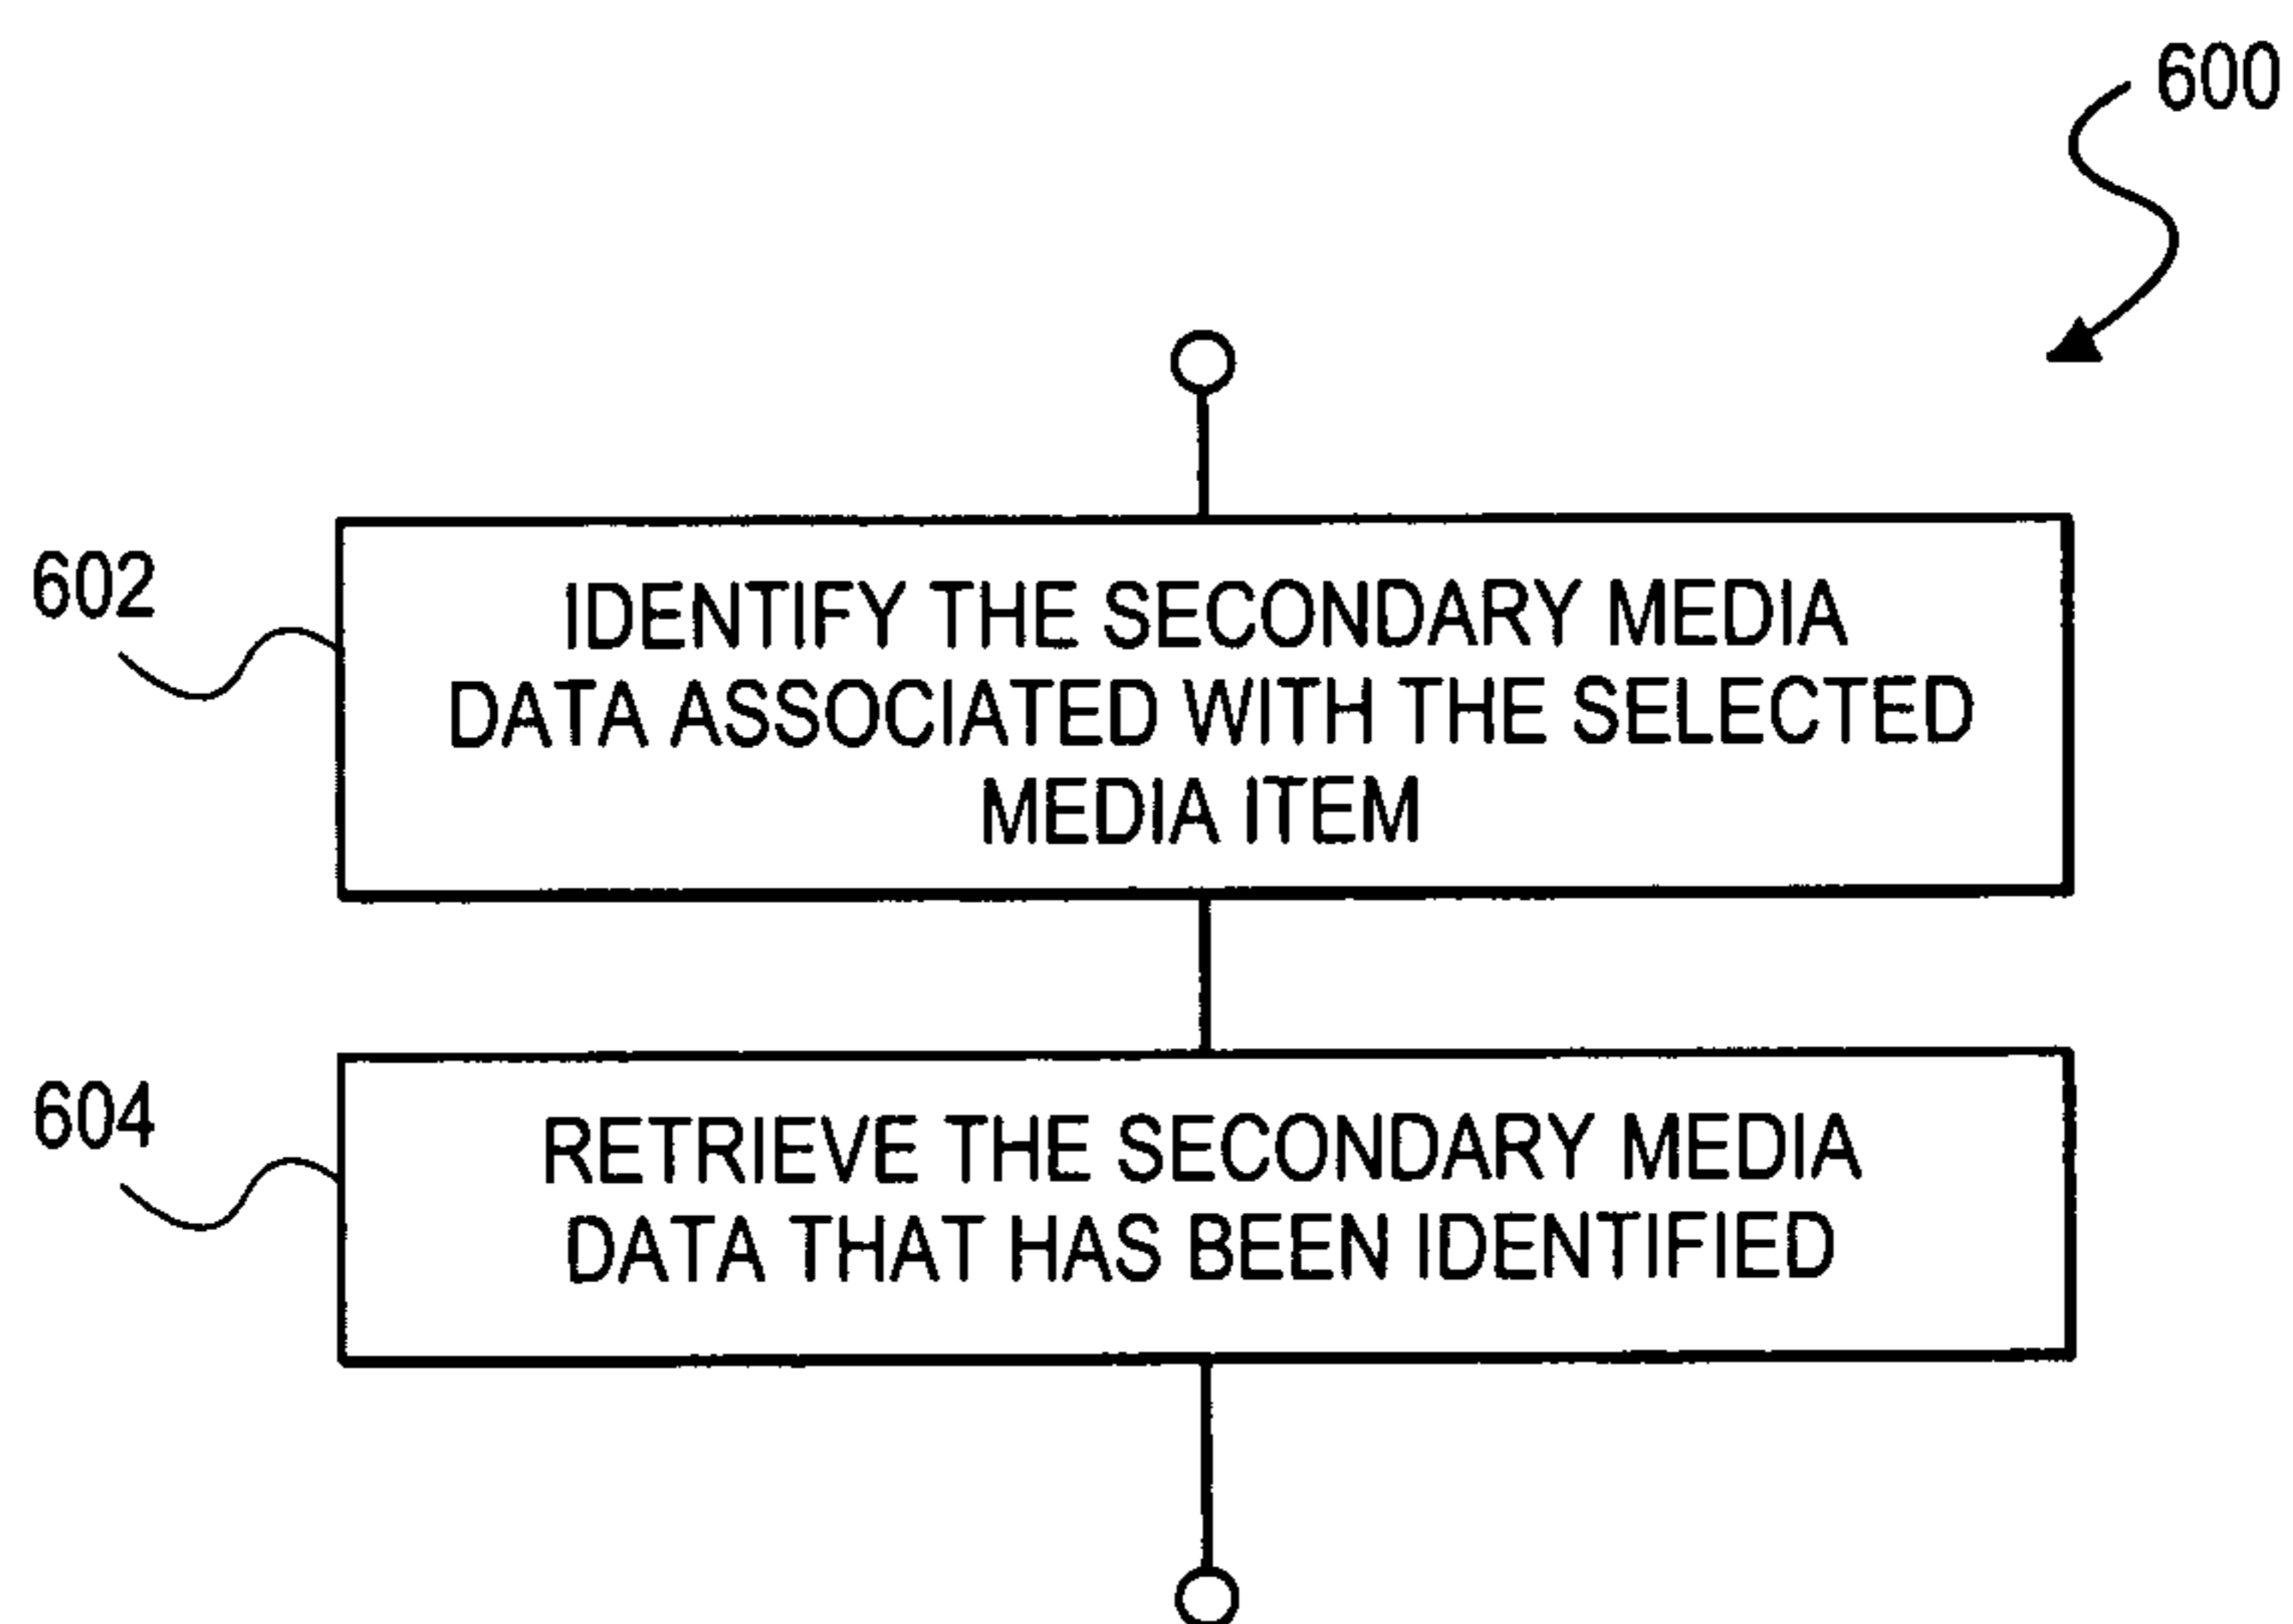 600
602
IDENTIFY THE SECONDARY MEDIA
DATA ASSOCIATED WITH THE SELECTED
MEDIA ITEM
604
RETRIEVE THE SECONDARY MEDIA
DATA THAT HAS BEEN IDENTIFIED